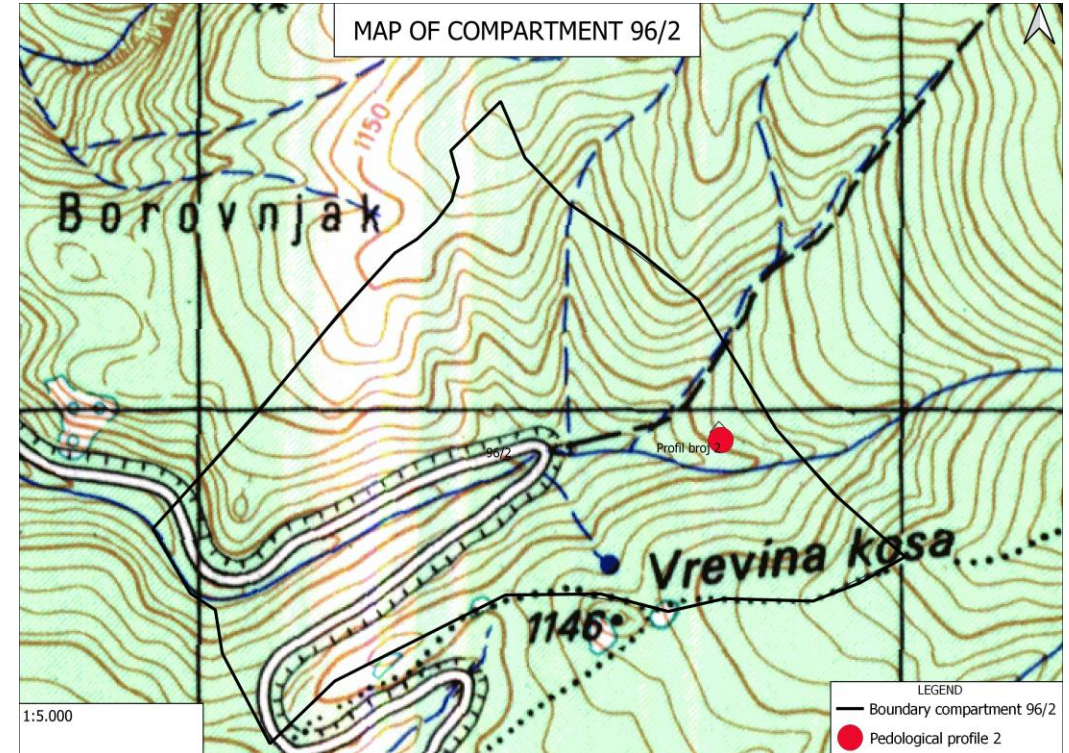 MAP OF COMPARTMENT 96/2
1150
Borovnjak
96/2
Profil broj 2
Vrevina kosa
1146
1:5.000
LEGEND
Boundary compartment 96/2
Pedological profile 2